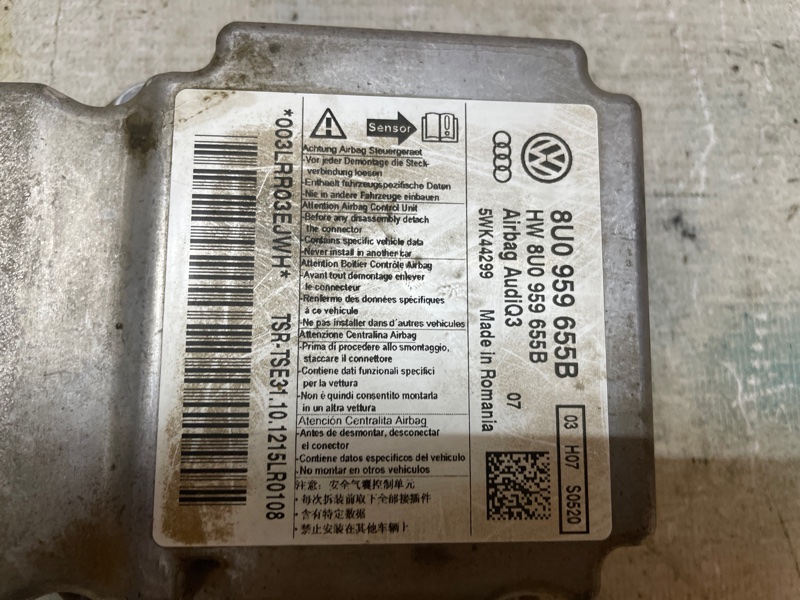 8U0 959 655B
HW 8U0 959 655B
Airbag AudiQ3 07
5WK44299 Made in Romania
03 H07 S0520
Sensor
Achtung Airbag Steuergeraet
-Vor jeder Demontage die Steck-
verbindung loesen
-Enthaelt fahrzeugspezifische Daten
-Nie in andere Fahrzeuge einbauen
Attention Airbag Control Unit
-Before any disassembly detach
the connector
-Contains specific vehicle data
-Never install in another car
Attention Boîtier Contrôle Airbag
-Avant tout démontage enlever
le connecteur
-Renferme des données spécifiques
à ce vehicule
-Ne pas installer dans d'autres vehicules
Attenzione Centralina Airbag
-Prima di procedere allo smontaggio,
staccare il connettore
-Contiene dati funzionali specifici
per la vettura
-Non è quindi consentito montarla
in un altra vettura
Atención Centralita Airbag
-Antes de desmontar, desconectar
el conector
-Contiene datos especificos del vehículo
-No montar en otros vehículos
注意: 安全气囊控制单元
- 每次拆装前取下全部接插件
- 含有特定数据
- 禁止安装在其他车辆上
*003LRR03EJWH* TSR.TSE31.10.1215LR0108